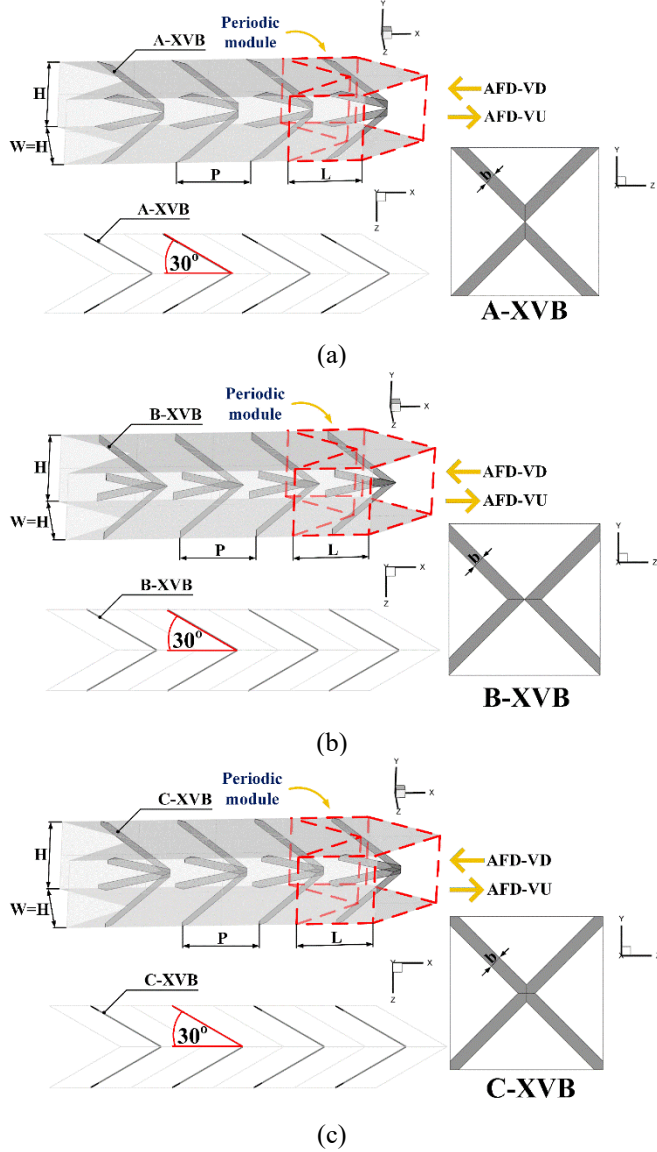 A-XVB
Periodic
module
Y
X
Z
H
AFD-VD
AFD-VU
W=H
P
L
A-XVB
Y
X
Z
30°
b
Y
Z
A-XVB
(a)
B-XVB
Periodic
module
Y
X
Z
H
AFD-VD
AFD-VU
W=H
P
L
B-XVB
Y
X
Z
30°
b
Y
X
Z
B-XVB
(b)
C-XVB
Periodic
module
Y
X
Z
H
AFD-VD
AFD-VU
W=H
P
L
C-XVB
Y
X
Z
30°
b
Y
X
Z
C-XVB
(c)